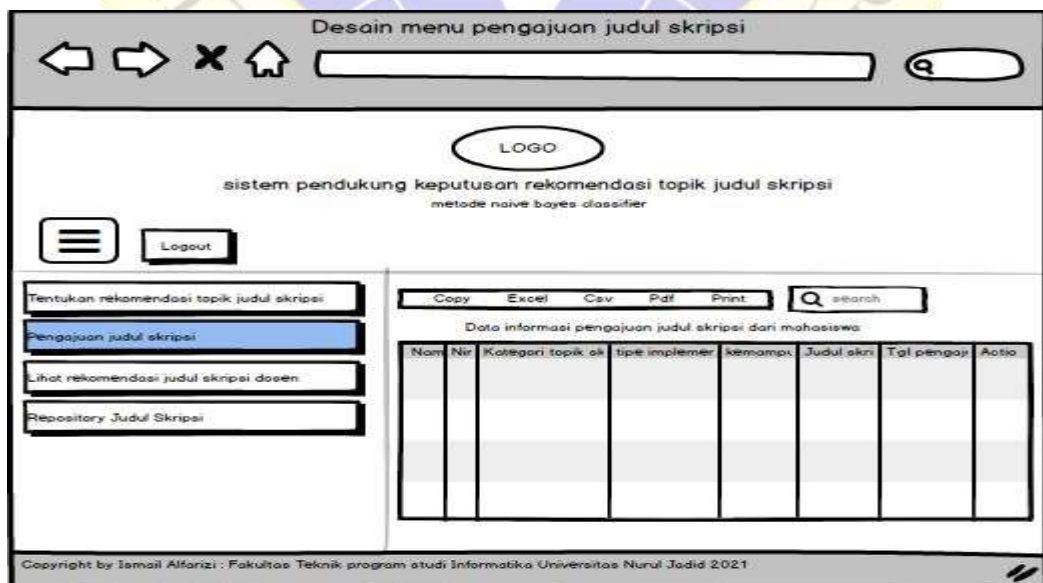 Desain menu pengajuan judul skripsi
LOGO
sistem pendukung keputusan rekomendasi topik judul skripsi
metode naive bayes classifier
Logout
Tentukan rekomendasi topik judul skripsi
Pengajuan judul skripsi
Lihat rekomendasi judul skripsi dosen
Repository Judul Skripsi
Copy Excel Csv Pdf Print search
Data informasi pengajuan judul skripsi dari mahasiswa
Nam Nir Kategori topik sk tipe implemer kemampu Judul skri Tgl pengaj Actio
Copyright by Ismail Alfarizi : Fakultas Teknik program studi Informatika Universitas Nurul Jadid 2021